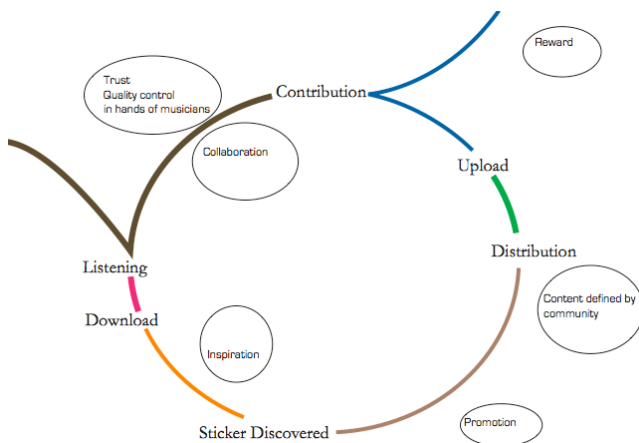 Reward
Trust
Quality control
in hands of musicians
Contribution
Collaboration
Upload
Distribution
Listening
Content defined by
community
Download
Inspiration
Promotion
Sticker Discovered